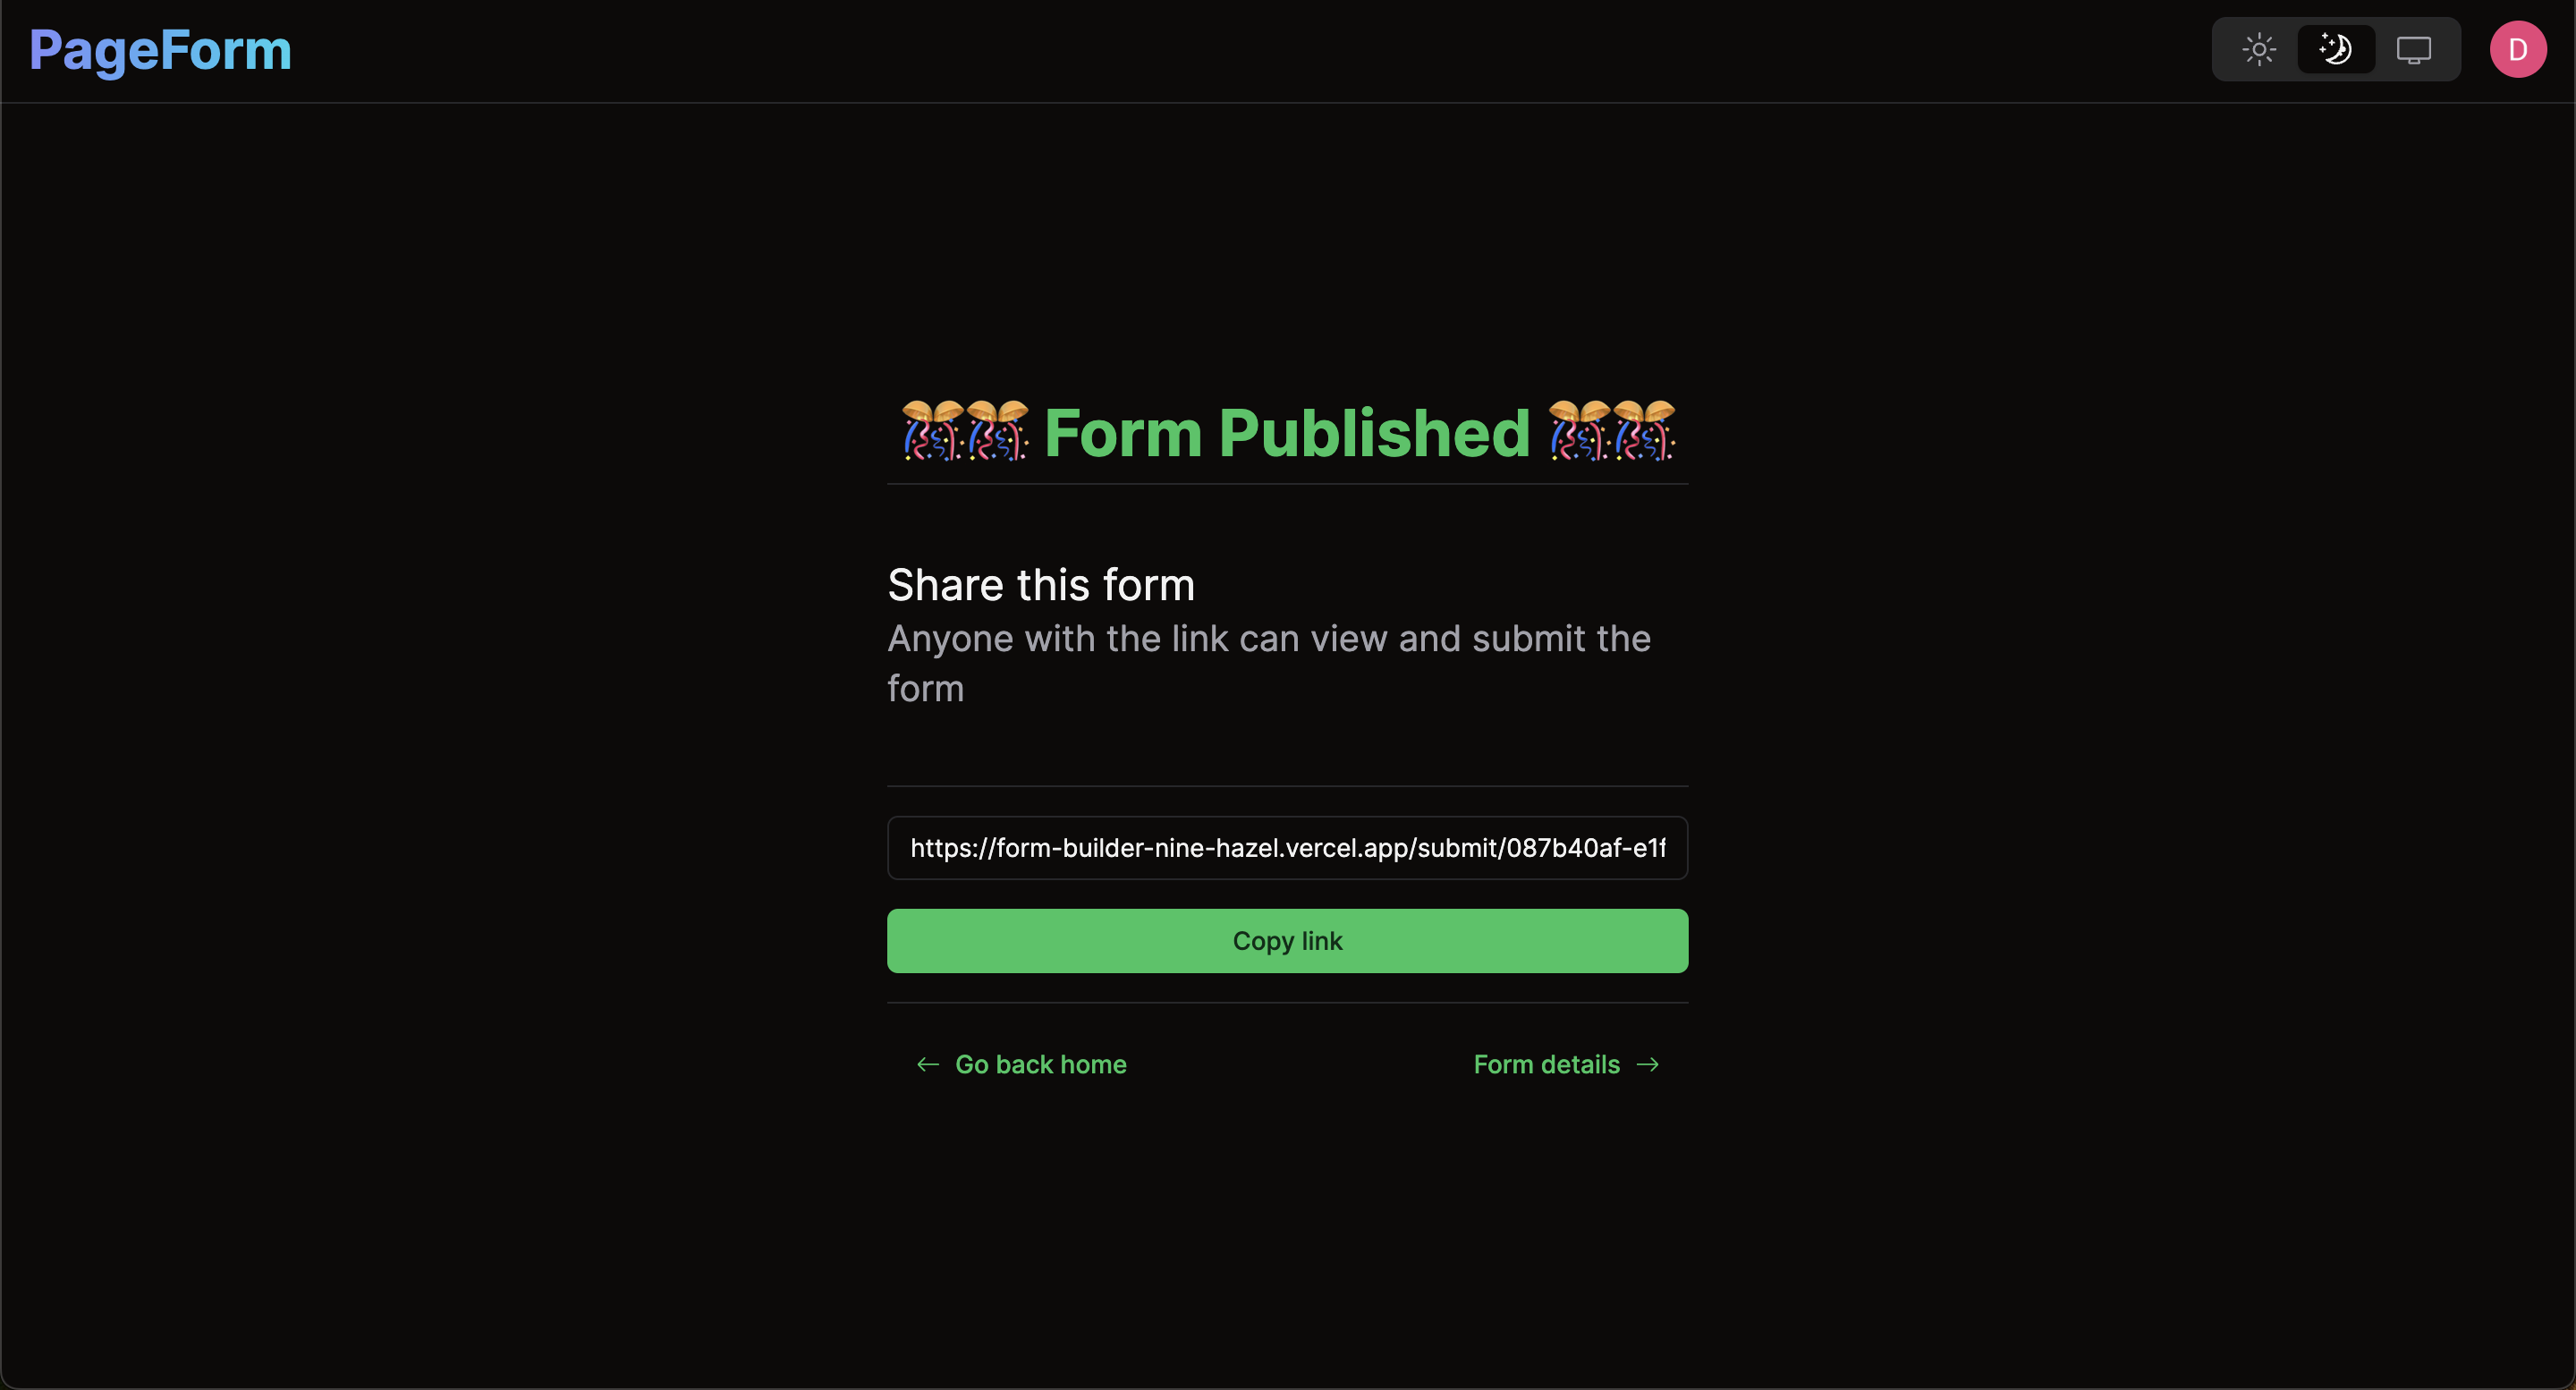 PageForm
D
🎊🎊 Form Published 🎊🎊
Share this form
Anyone with the link can view and submit the
form
https://form-builder-nine-hazel.vercel.app/submit/087b40af-e1f
Copy link
← Go back home
Form details →